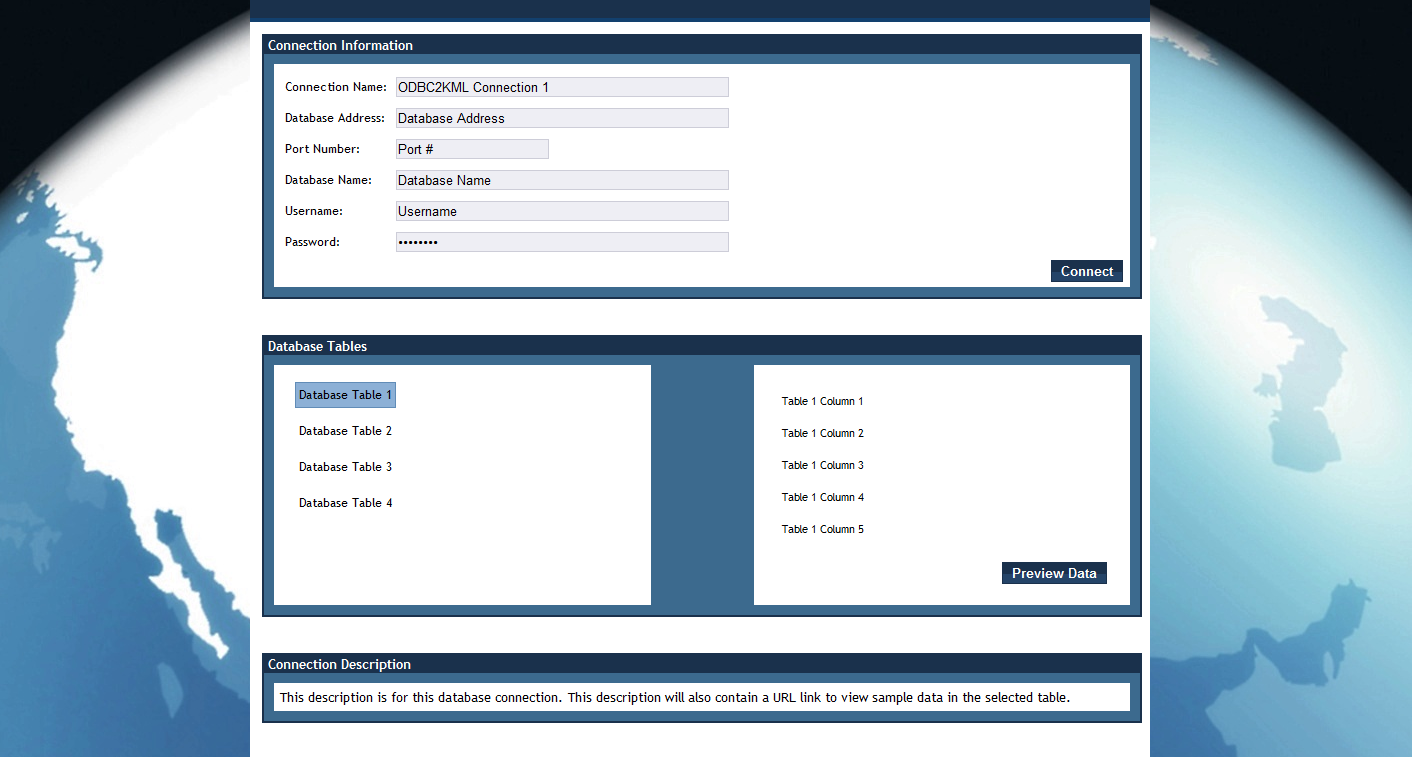 Connection Information
Connection Name: ODBC2KML Connection 1
Database Address: Database Address
Port Number: Port #
Database Name: Database Name
Username: Username
Password: ••••••••
Connect
Database Tables
Database Table 1
Database Table 2
Database Table 3
Database Table 4
Table 1 Column 1
Table 1 Column 2
Table 1 Column 3
Table 1 Column 4
Table 1 Column 5
Preview Data
Connection Description
This description is for this database connection. This description will also contain a URL link to view sample data in the selected table.